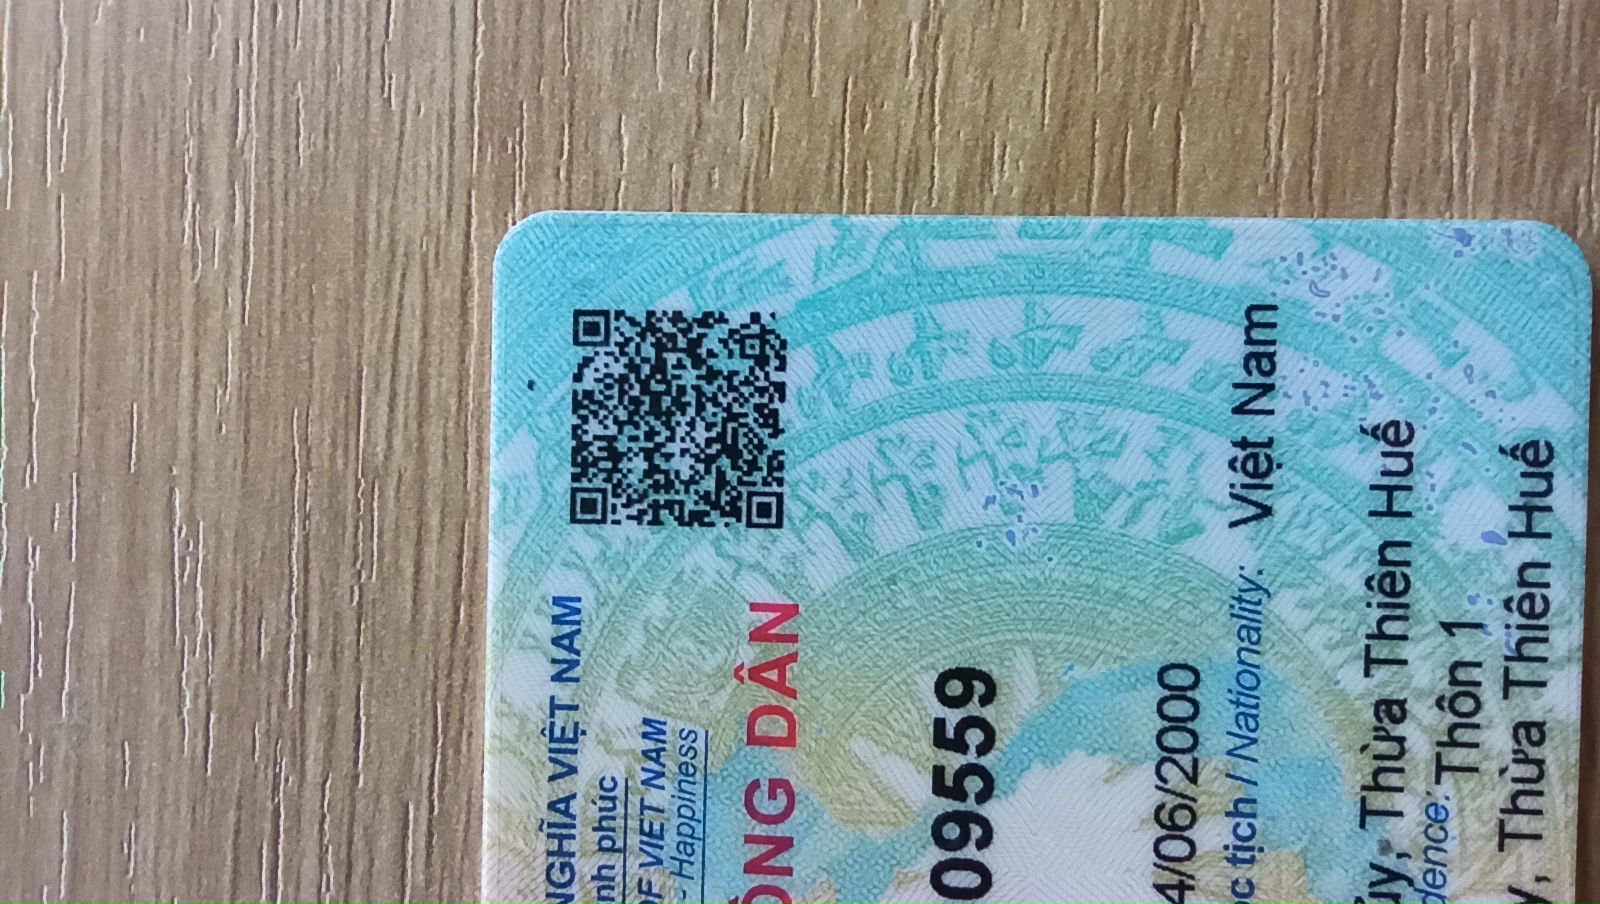 NGHĨA VIỆT NAM
nh phúc
OF VIET NAM
- Happiness
ÔNG DÂN
09559
4/06/2000
tịch / Nationality: Việt Nam
Thừa Thiên Huế
dence: Thôn 1
Thừa Thiên Huế